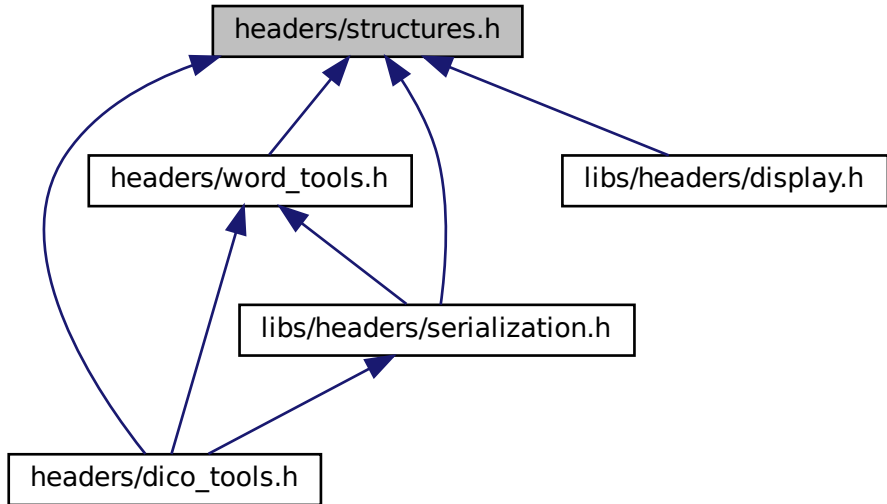 headers/structures.h
headers/word_tools.h
libs/headers/display.h
libs/headers/serialization.h
headers/dico_tools.h